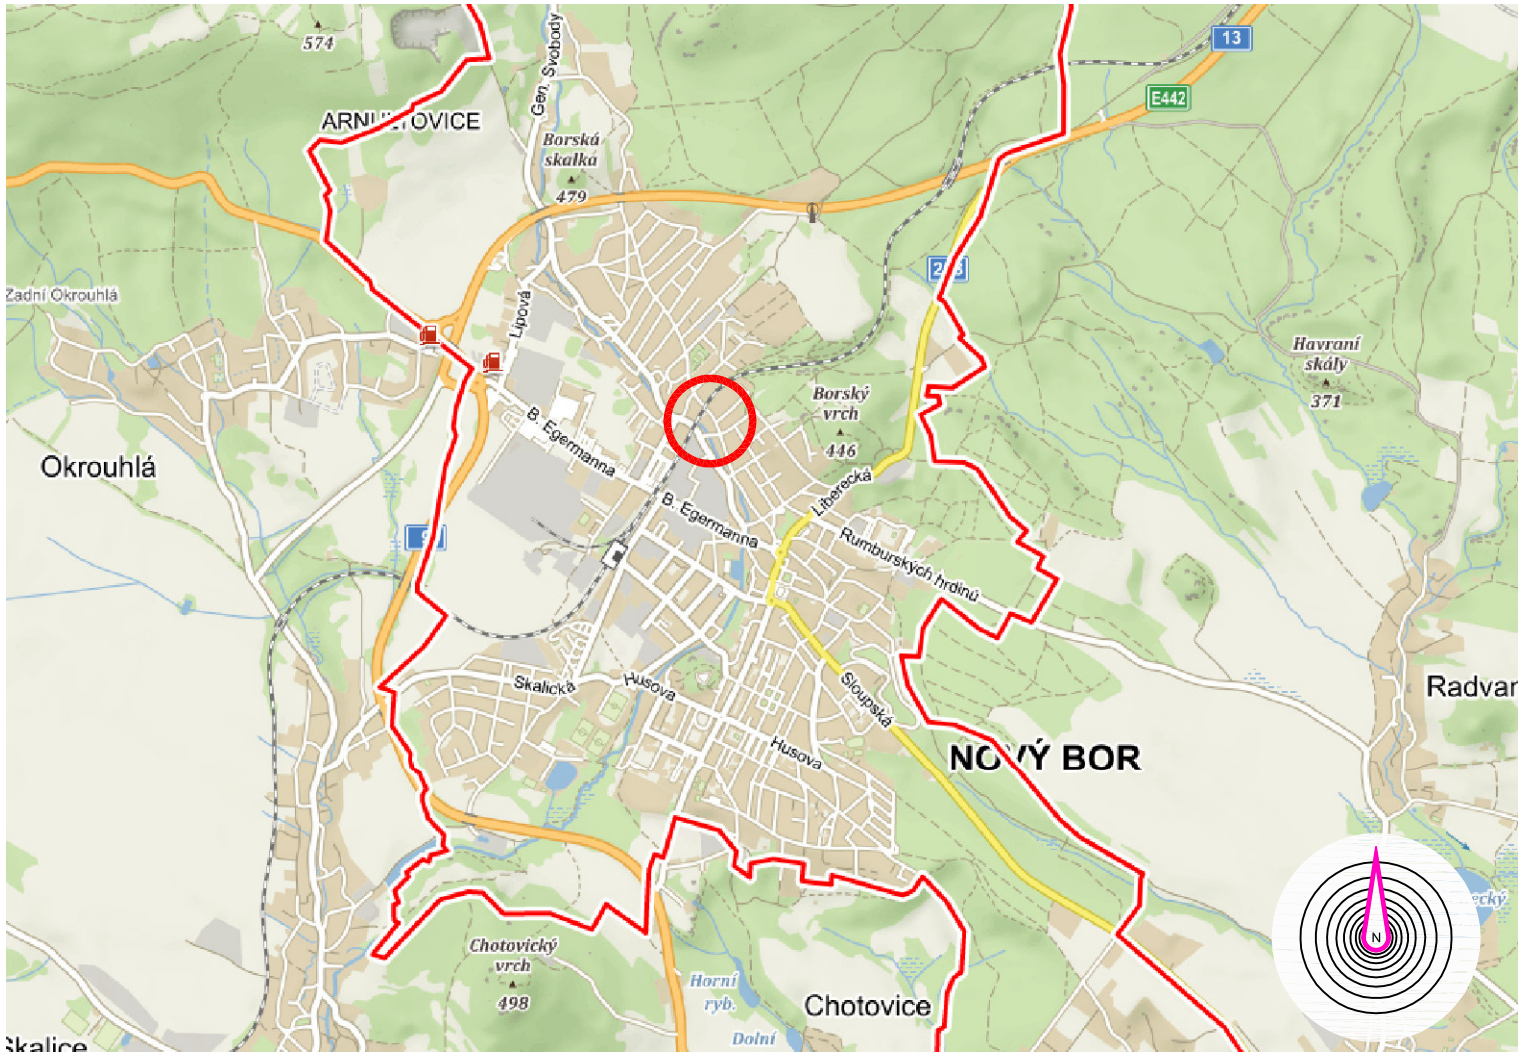 574
Gen. Svobody
13
E442
ARNULTOVICE
Borská
skalka
479
Zadní Okrouhlá
Lipová
Havraní
skály
371
Borský
vrch
446
B. Egermanna
Okrouhlá
Liberecká
B. Egermanna
Rumburských hrdinů
Skalická
Husova
Sloupská
Radvar
Husova
NOVÝ BOR
Chotovický
vrch
498
Horní
ryb.
Chotovice
Dolní
ecký
N
Skalice